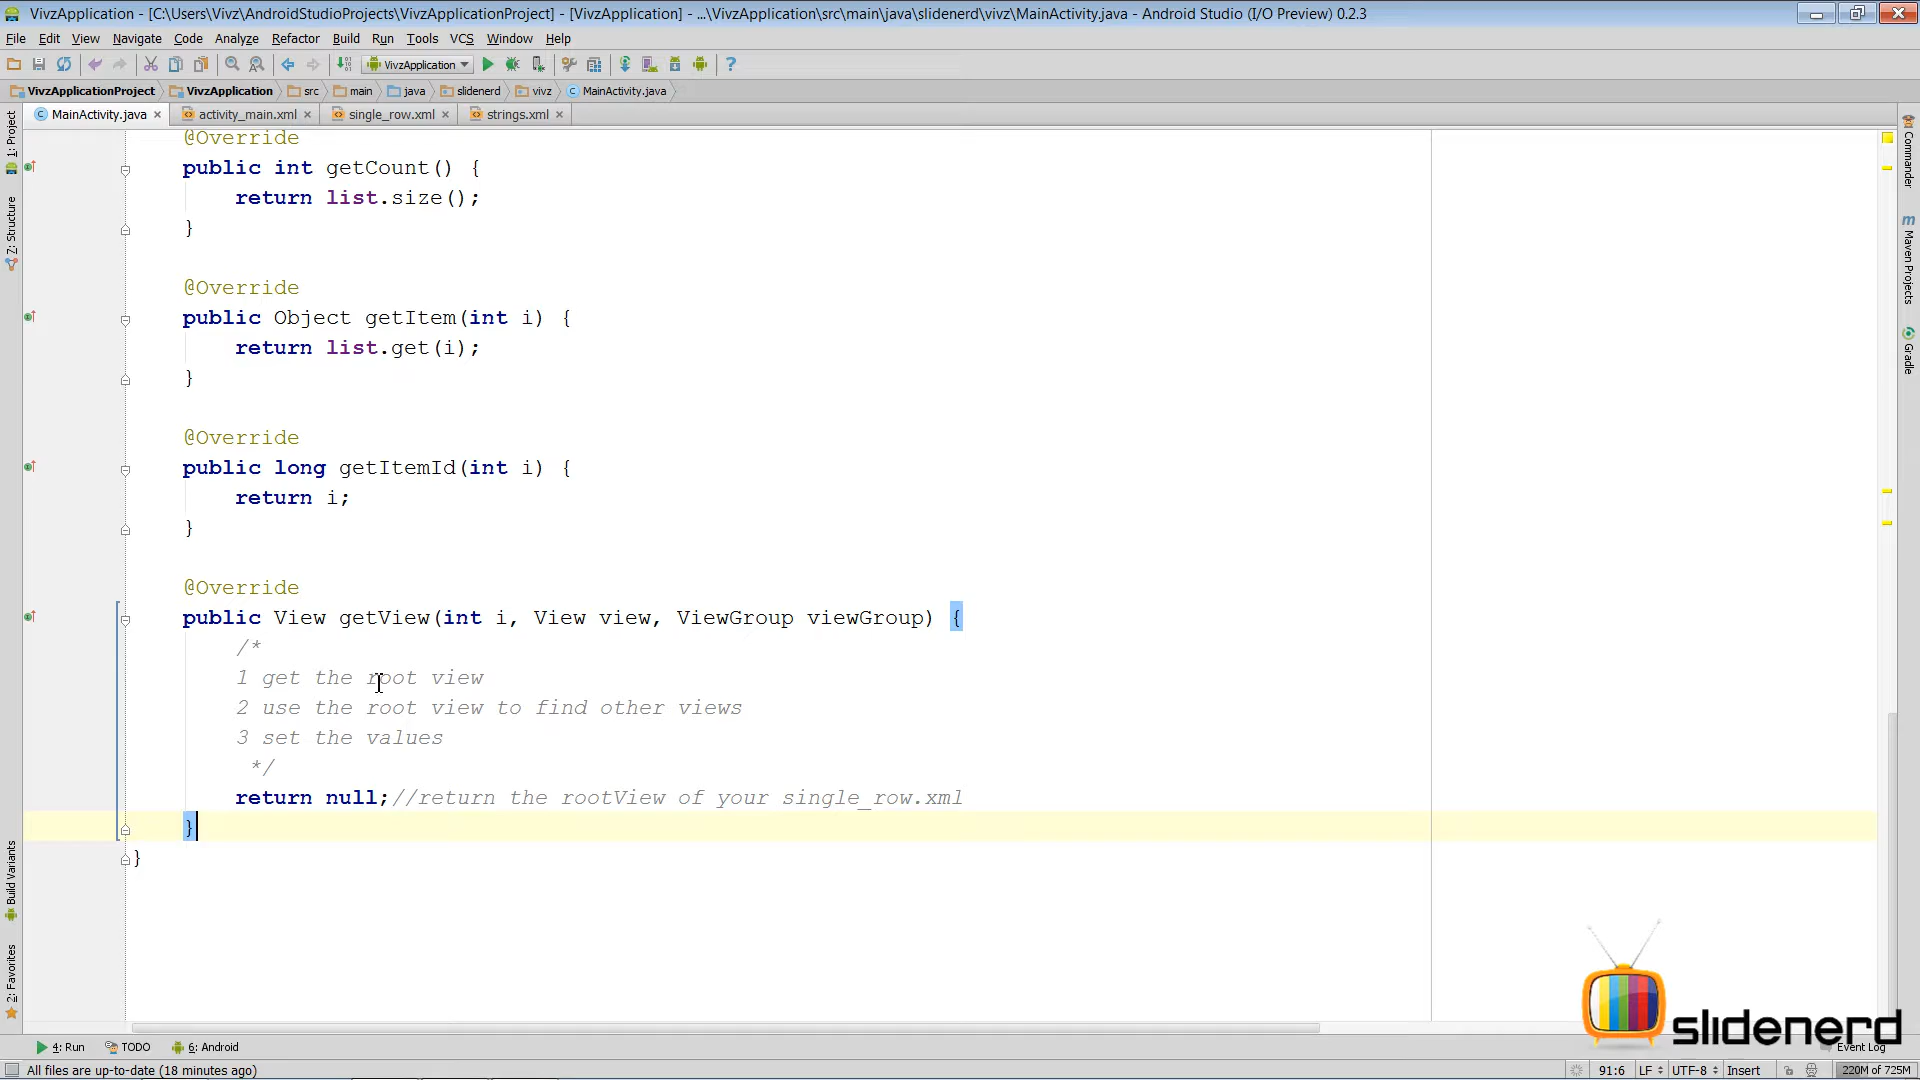 VivzApplication - [C:\Users\Vivz\AndroidStudioProjects\VivzApplicationProject] - [VivzApplication] - ...\VivzApplication\src\main\java\slidenerd\vivz\MainActivity.java - Android Studio (I/O Preview) 0.2.3
File Edit View Navigate Code Analyze Refactor Build Run Tools VCS Window Help
VivzApplication
VivzApplicationProject VivzApplication src main java slidenerd vivz MainActivity.java
MainActivity.java activity_main.xml single_row.xml strings.xml
1: Project
7: Structure
Build Variants
2: Favorites
@Override
public int getCount() {
return list.size();
}
@Override
public Object getItem(int i) {
return list.get(i);
}
@Override
public long getItemId(int i) {
return i;
}
@Override
public View getView(int i, View view, ViewGroup viewGroup) {
/*
1 get the root view
2 use the root view to find other views
3 set the values
*/
return null;//return the rootView of your single_row.xml
}
}
Commander
Maven Projects
Gradle
slidenerd
4: Run TODO 6: Android Event Log
All files are up-to-date (18 minutes ago) 91:6 LF UTF-8 Insert 220M of 725M